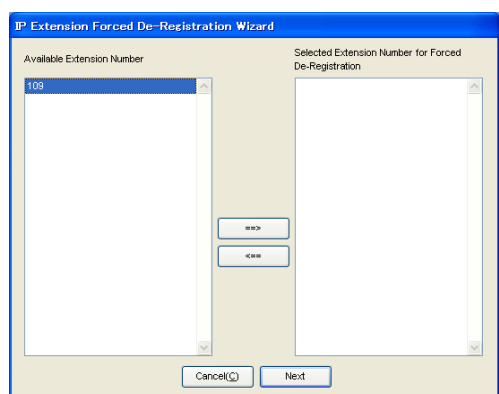 IP Extension Forced De-Registration Wizard
Available Extension Number
Selected Extension Number for Forced
De-Registration
109
==>
<==
Cancel(C)
Next